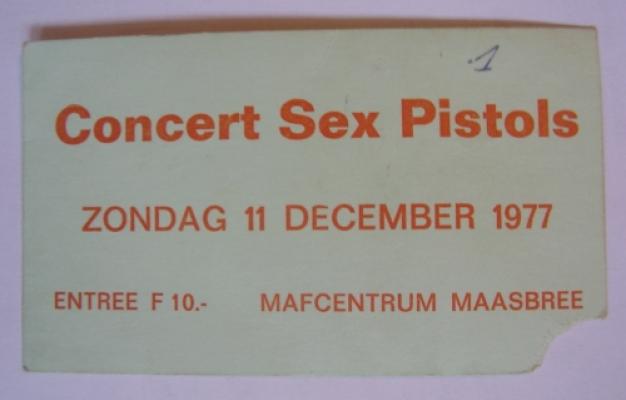 1
Concert Sex Pistols
ZONDAG 11 DECEMBER 1977
ENTREE F 10.- MAFCENTRUM MAASBREE